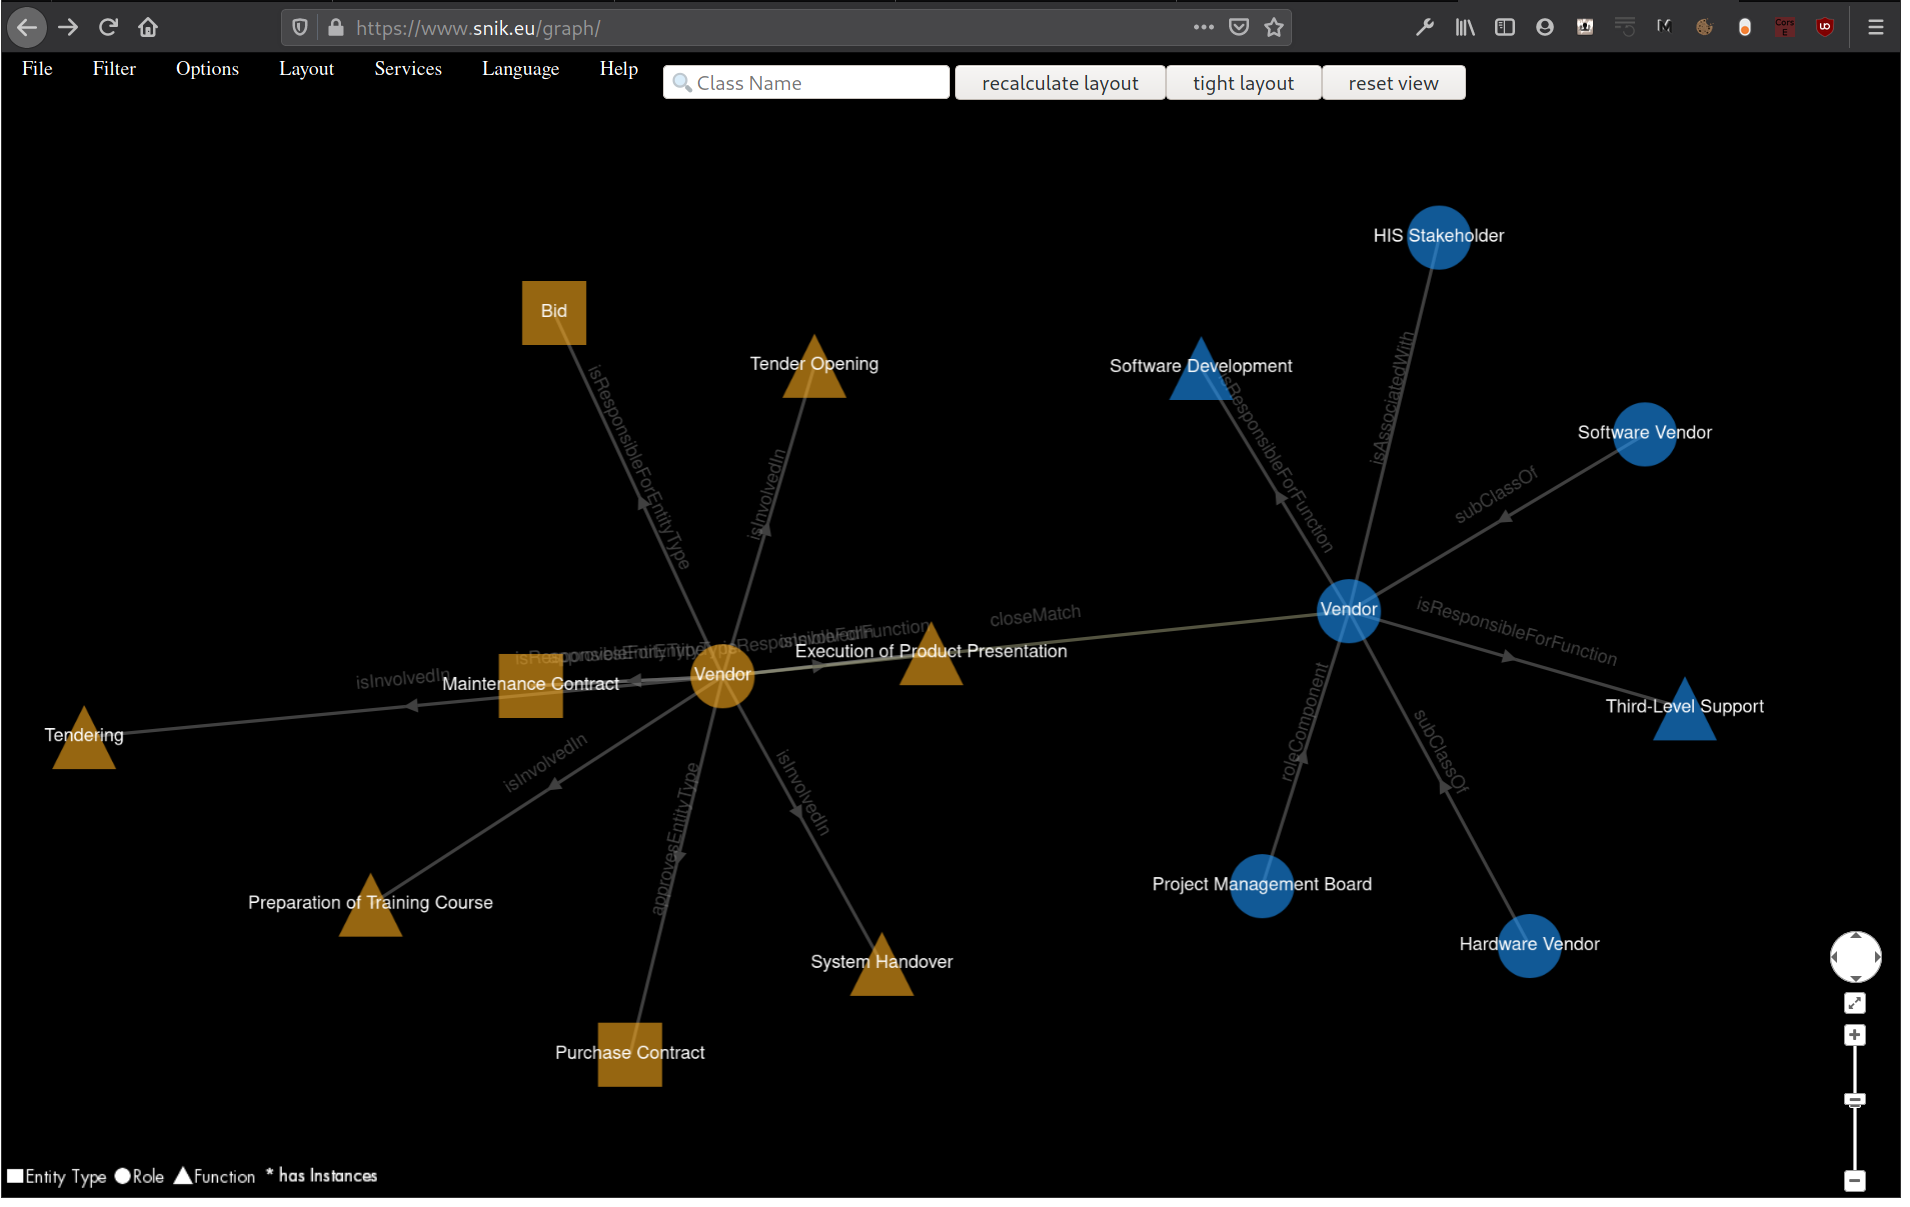 https://www.snik.eu/graph/
File Filter Options Layout Services Language Help Class Name recalculate layout tight layout reset view
HIS Stakeholder
Bid
Tender Opening
Software Development
isAssociatedWith
isResponsibleForEntityType
isResponsibleForFunction
Software Vendor
subClassOf
isInvolvedIn
Vendor
closeMatch
isResponsibleForFunction
Execution of Product Presentation
Vendor
isInvolvedIn
Maintenance Contract
Third-Level Support
Tendering
roleComponent
subClassOf
isInvolvedIn
isInvolvedIn
approvesEntityType
Project Management Board
Preparation of Training Course
Hardware Vendor
System Handover
Purchase Contract
Entity Type Role Function * has Instances